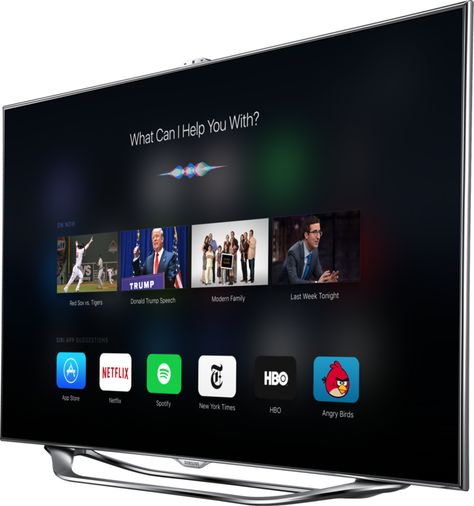 What Can I Help You With?
ON NOW
TRUMP
Red Sox vs. Tigers
Donald Trump Speech
Modern Family
Last Week Tonight
SIRI APP SUGGESTIONS
NETFLIX
HBO
App Store
Netflix
Spotify
New York Times
HBO
Angry Birds
SAMSUNG